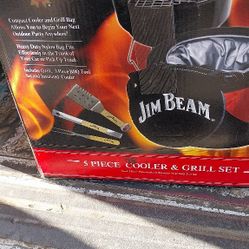 Compact Cooler and Grill Bag
Allows You to Begin Your Next
Outdoor Party Anywhere!
Heavy Duty Nylon Bag Fits
Effortlessly in the Trunk of
Your Car or Pick Up Truck
JIM BEAM
5 PIECE COOLER & GRILL SET